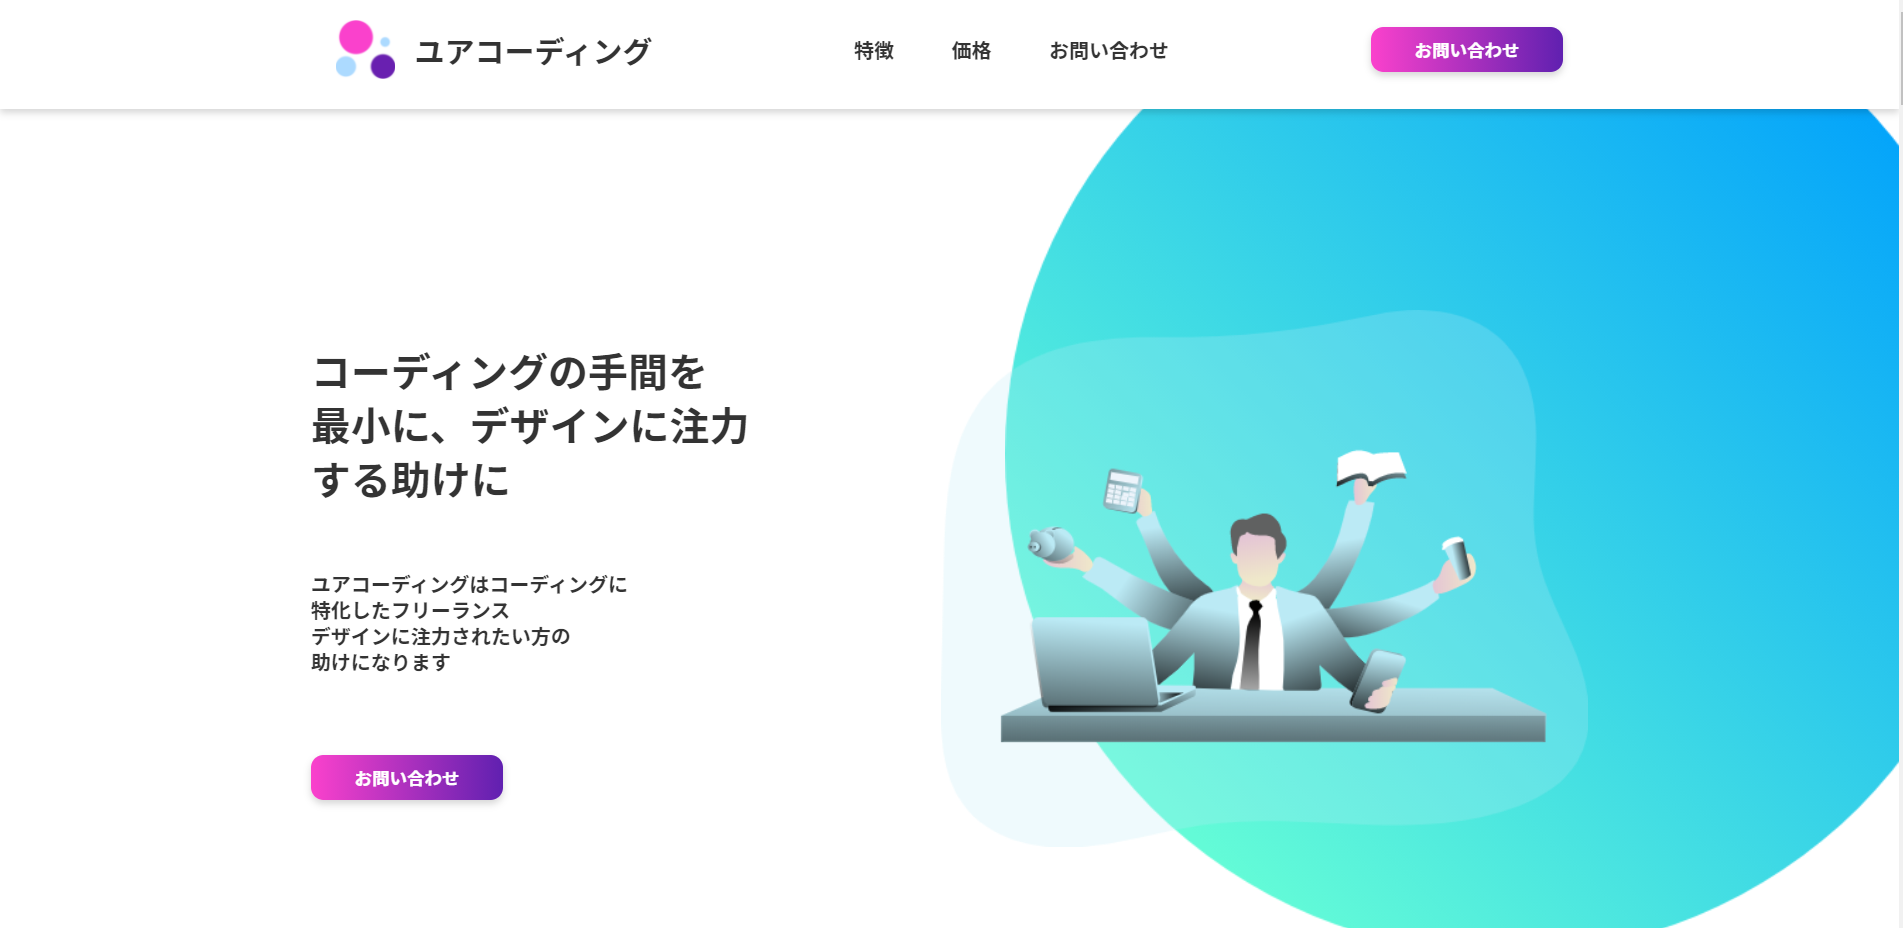 ユアコーディング
特徴
価格
お問い合わせ
お問い合わせ
コーディングの手間を
最小に、デザインに注力
する助けに
ユアコーディングはコーディングに
特化したフリーランス
デザインに注力されたい方の
助けになります
お問い合わせ